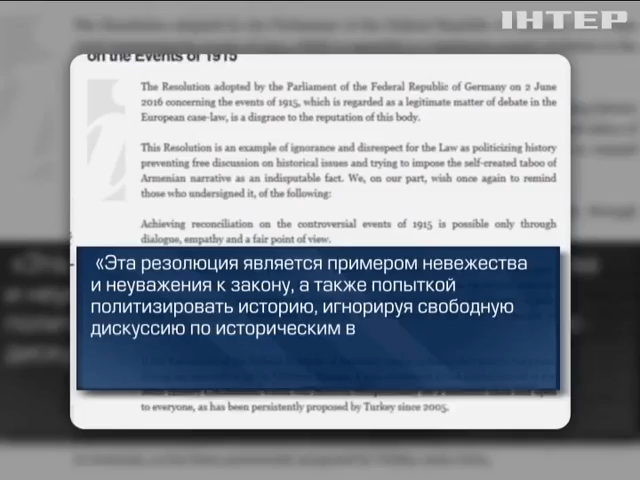 ІНТЕР
on the Events of 1915
The Resolution adopted by the Parliament of the Federal Republic of Germany on 2 June
2016 concerning the events of 1915, which is regarded as a legitimate matter of debate in the
European case-law, is a disgrace to the reputation of this body.
This Resolution is an example of ignorance and disrespect for the Law as politicizing history
preventing free discussion on historical issues and trying to impose the self-created taboo of
Armenian narrative as an indisputable fact. We, on our part, wish once again to remind
those who undersigned it, of the following:
Achieving reconciliation on the controversial events of 1915 is possible only through
dialogue, empathy and a fair point of view.
«Эта резолюция является примером невежества
и неуважения к закону, а также попыткой
политизировать историю, игнорируя свободную
дискуссию по историческим в
to everyone, as has been persistently proposed by Turkey since 2005.